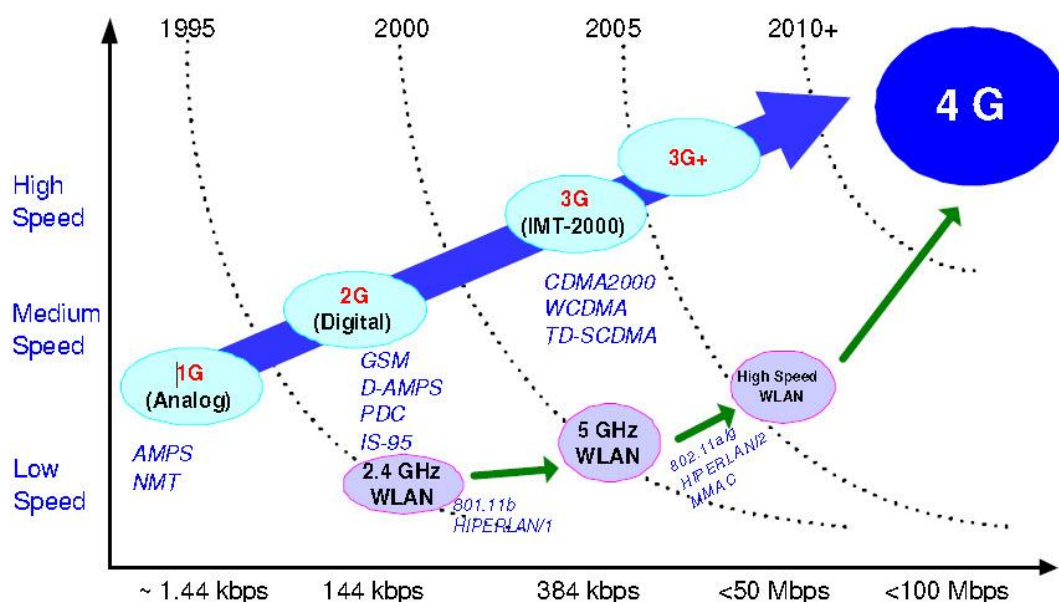 1995 2000 2005 2010+
4 G
3G+
High
Speed
3G
(IMT-2000)
CDMA2000
WCDMA
TD-SCDMA
Medium
Speed
2G
(Digital)
GSM
D-AMPS
PDC
IS-95
1G
(Analog)
AMPS
NMT
High Speed
WLAN
5 GHz
WLAN
802.11a/g
HIPERLAN/2
MMAC
Low
Speed
2.4 GHz
WLAN
801.11b
HIPERLAN/1
~ 1.44 kbps 144 kbps 384 kbps <50 Mbps <100 Mbps